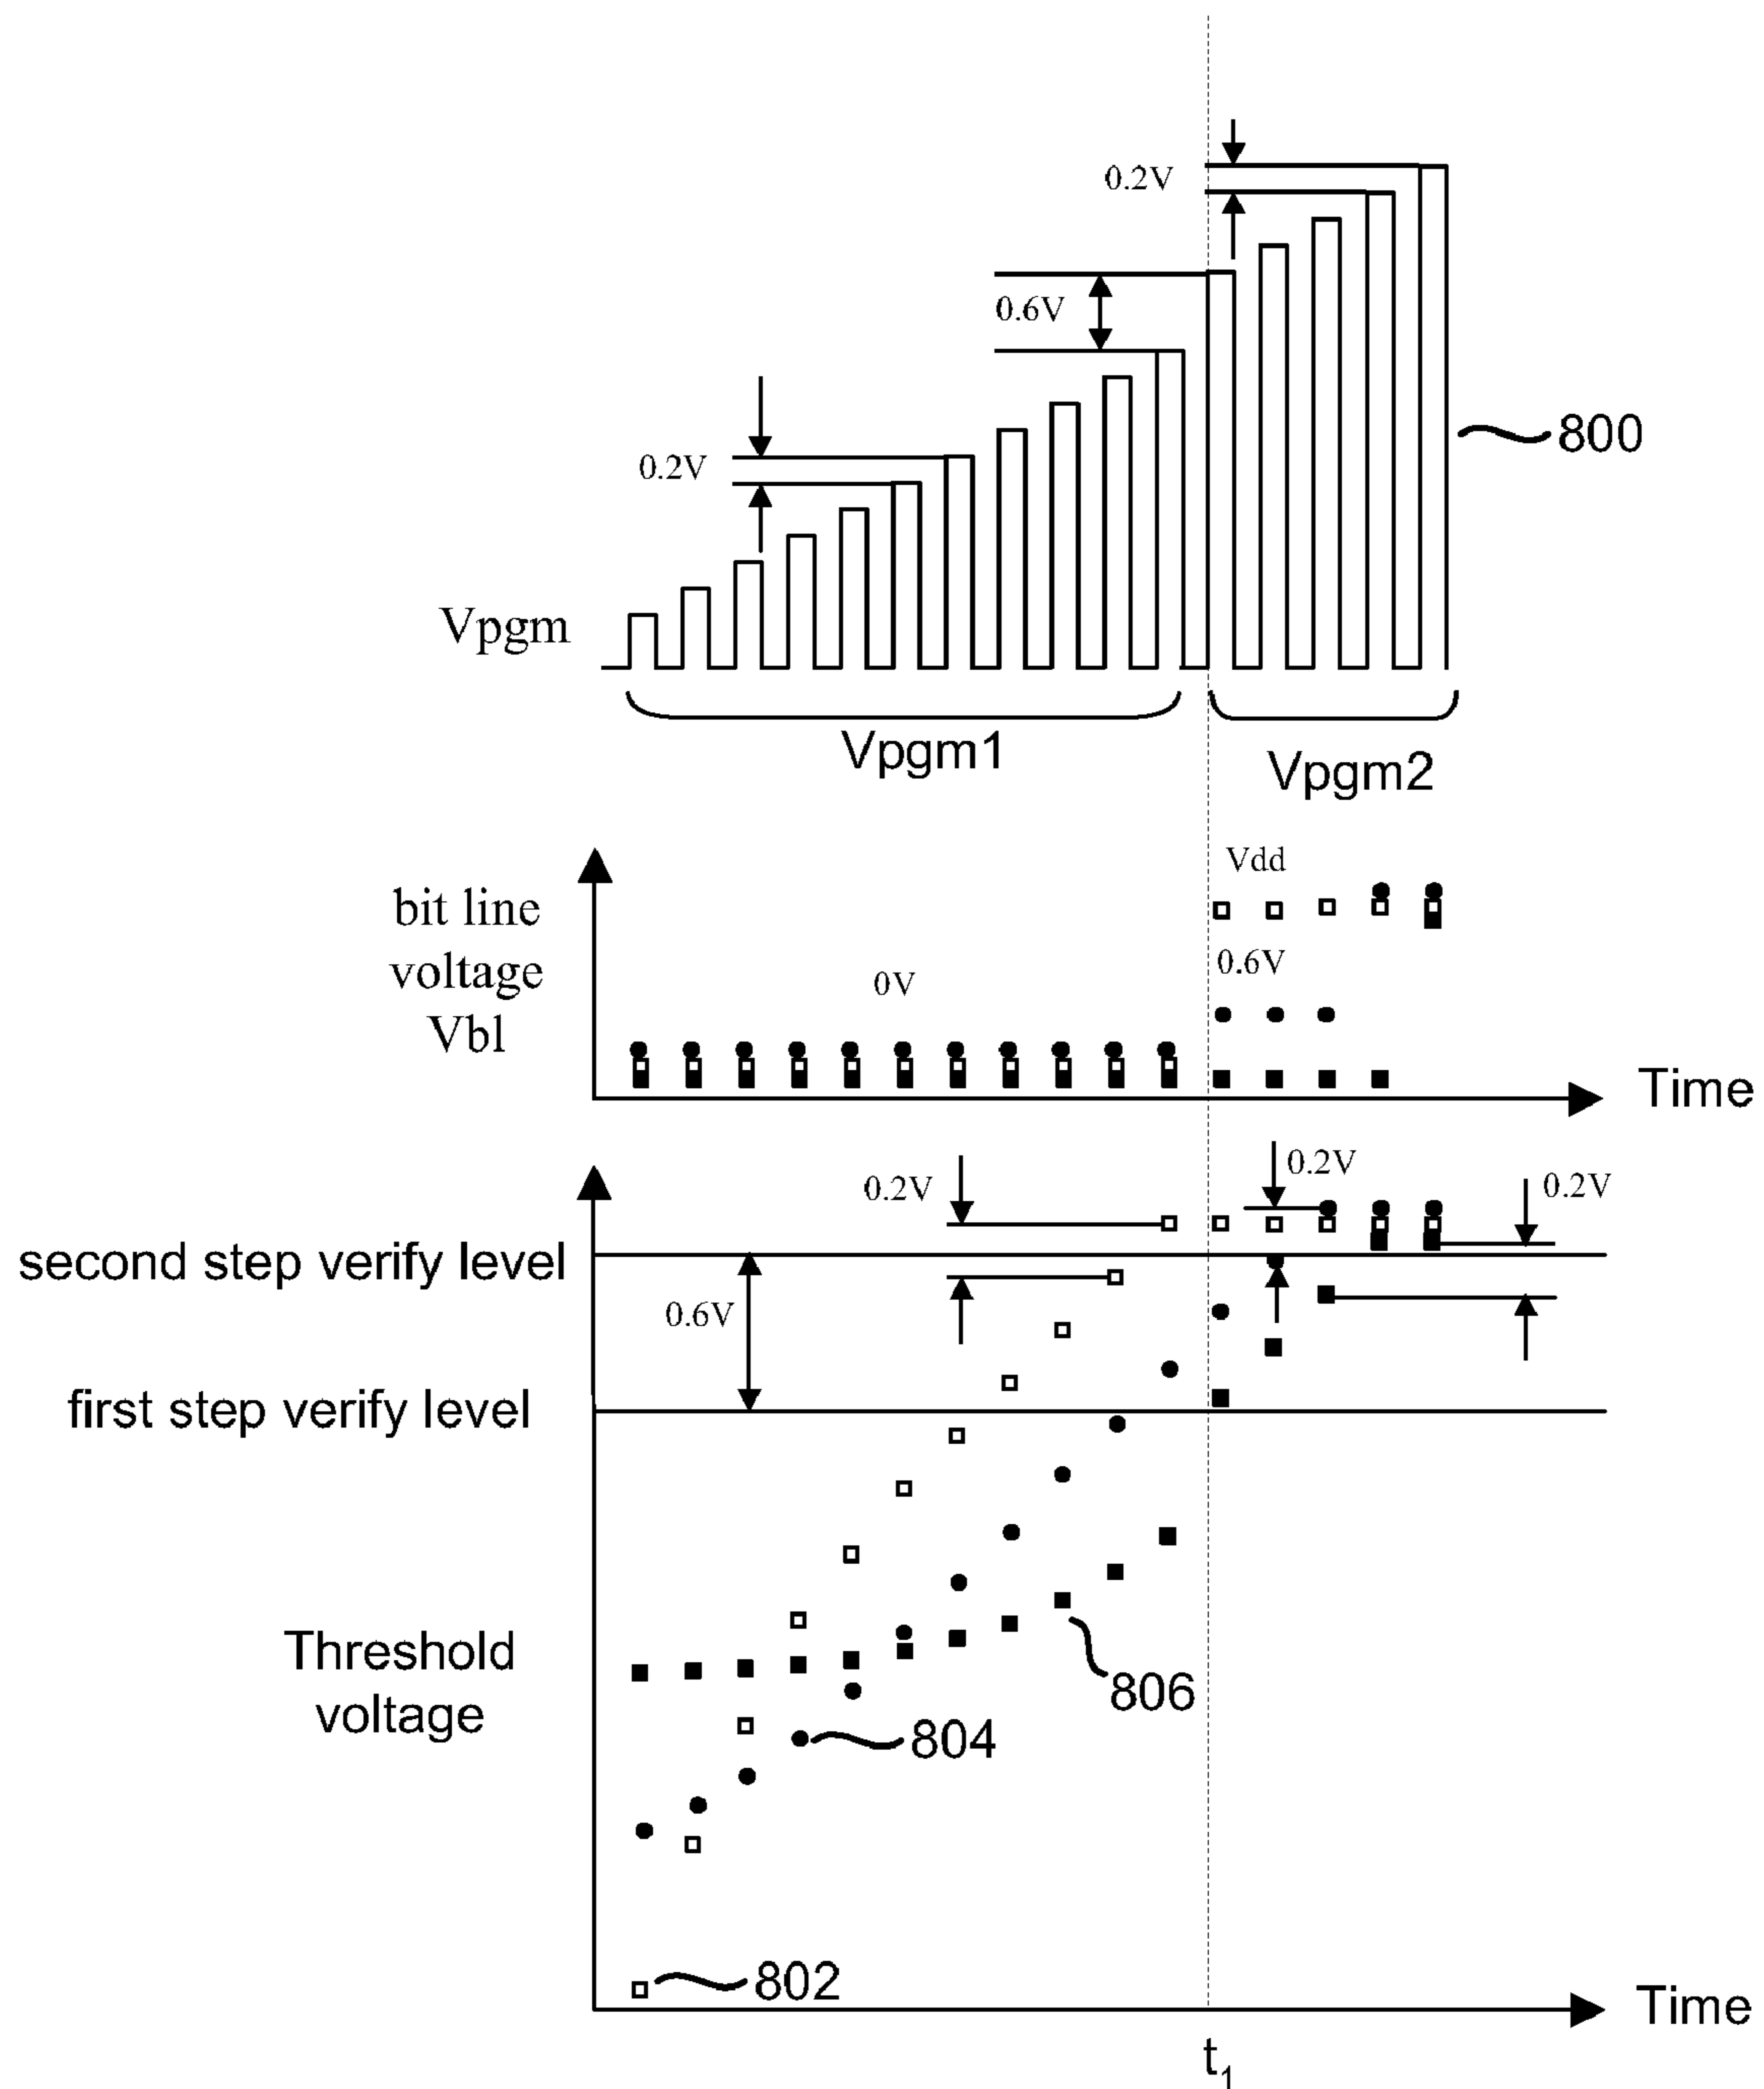 0.2V
0.6V
800
0.2V
Vpgm
Vpgm1
Vpgm2
Vdd
bit line
voltage
Vbl
0.6V
0V
Time
0.2V
0.2V
0.2V
second step verify level
0.6V
first step verify level
Threshold
voltage
806
804
802
Time
t1